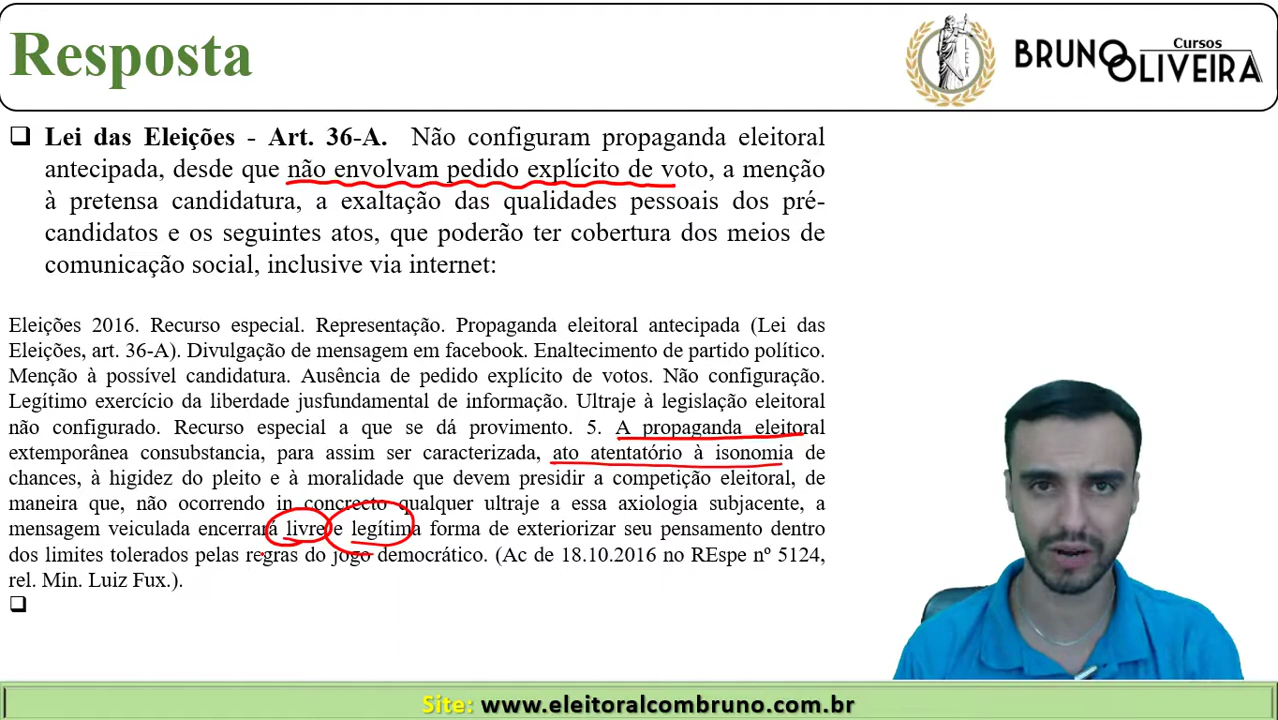 Resposta
Cursos
BRUNO
OLIVEIRA
LEX
❑ Lei das Eleições - Art. 36-A. Não configuram propaganda eleitoral
antecipada, desde que não envolvam pedido explícito de voto, a menção
à pretensa candidatura, a exaltação das qualidades pessoais dos pré-
candidatos e os seguintes atos, que poderão ter cobertura dos meios de
comunicação social, inclusive via internet:
Eleições 2016. Recurso especial. Representação. Propaganda eleitoral antecipada (Lei das
Eleições, art. 36-A). Divulgação de mensagem em facebook. Enaltecimento de partido político.
Menção à possível candidatura. Ausência de pedido explícito de votos. Não configuração.
Legítimo exercício da liberdade jusfundamental de informação. Ultraje à legislação eleitoral
não configurado. Recurso especial a que se dá provimento. 5. A propaganda eleitoral
extemporânea consubstancia, para assim ser caracterizada, ato atentatório à isonomia de
chances, à higidez do pleito e à moralidade que devem presidir a competição eleitoral, de
maneira que, não ocorrendo in concrecto qualquer ultraje a essa axiologia subjacente, a
mensagem veiculada encerrará livre e legítima forma de exteriorizar seu pensamento dentro
dos limites tolerados pelas regras do jogo democrático. (Ac de 18.10.2016 no REspe nº 5124,
rel. Min. Luiz Fux.).
❑
Site: www.eleitoralcombruno.com.br